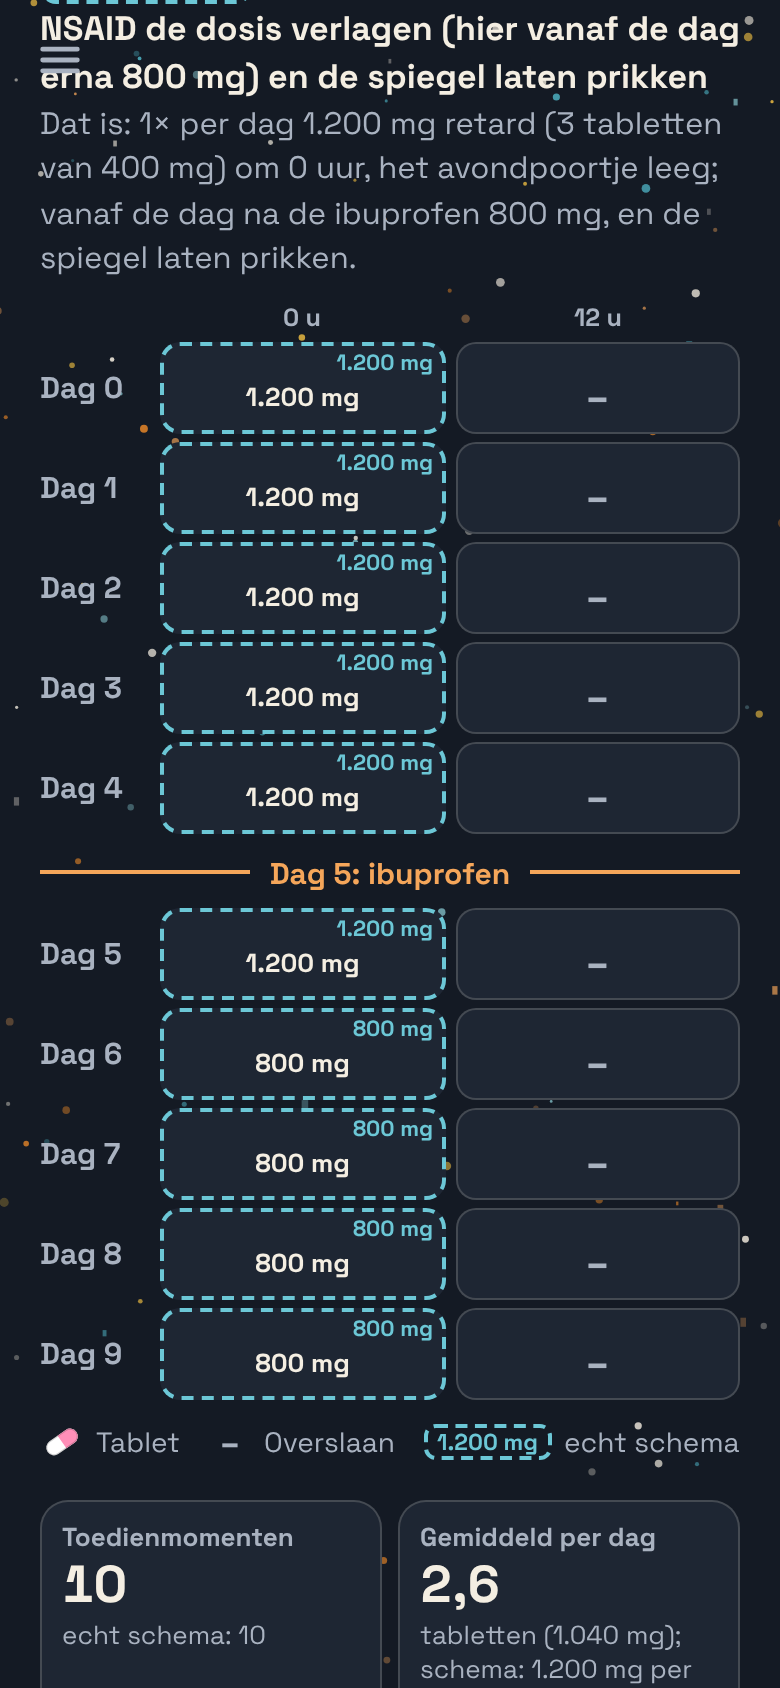 NSAID de dosis verlagen (hier vanaf de dag
erna 800 mg) en de spiegel laten prikken
Dat is: 1× per dag 1.200 mg retard (3 tabletten
van 400 mg) om 0 uur, het avondpoortje leeg;
vanaf de dag na de ibuprofen 800 mg, en de
spiegel laten prikken.
0 u 12 u
Dag 0 1.200 mg 1.200 mg –
Dag 1 1.200 mg 1.200 mg –
Dag 2 1.200 mg 1.200 mg –
Dag 3 1.200 mg 1.200 mg –
Dag 4 1.200 mg 1.200 mg –
Dag 5: ibuprofen
Dag 5 1.200 mg 1.200 mg –
Dag 6 800 mg 800 mg –
Dag 7 800 mg 800 mg –
Dag 8 800 mg 800 mg –
Dag 9 800 mg 800 mg –
Tablet – Overslaan 1.200 mg echt schema
Toedienmomenten
10
echt schema: 10
Gemiddeld per dag
2,6
tabletten (1.040 mg);
schema: 1.200 mg per